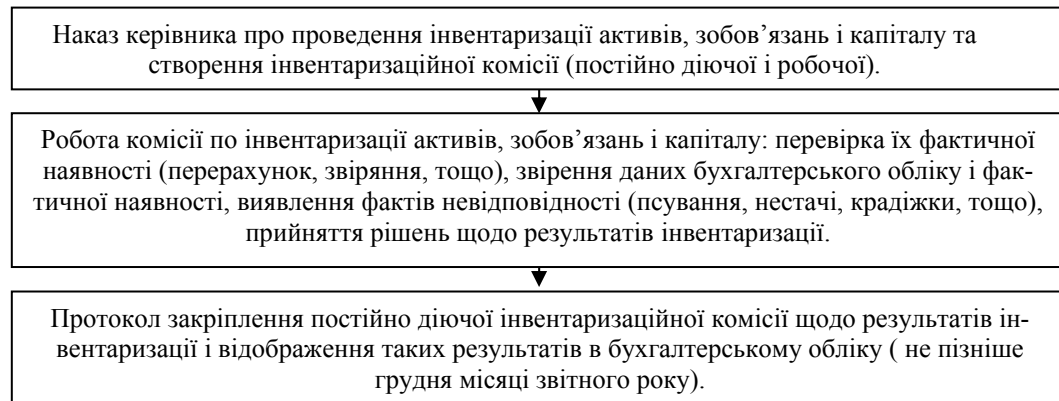 Наказ керівника про проведення інвентаризації активів, зобов’язань і капіталу та
створення інвентаризаційної комісії (постійно діючої і робочої).
Робота комісії по інвентаризації активів, зобов’язань і капіталу: перевірка їх фактичної
наявності (перерахунок, звіряння, тощо), звірення даних бухгалтерського обліку і фак-
тичної наявності, виявлення фактів невідповідності (псування, нестачі, крадіжки, тощо),
прийняття рішень щодо результатів інвентаризації.
Протокол закріплення постійно діючої інвентаризаційної комісії щодо результатів ін-
вентаризації і відображення таких результатів в бухгалтерському обліку ( не пізніше
грудня місяці звітного року).